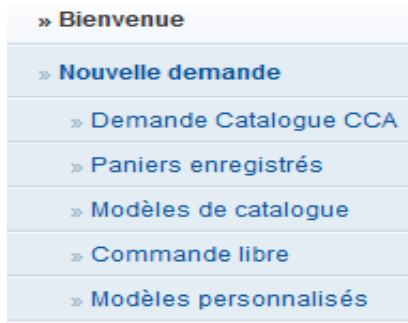 » Bienvenue
» Nouvelle demande
» Demande Catalogue CCA
» Paniers enregistrés
» Modèles de catalogue
» Commande libre
» Modèles personnalisés